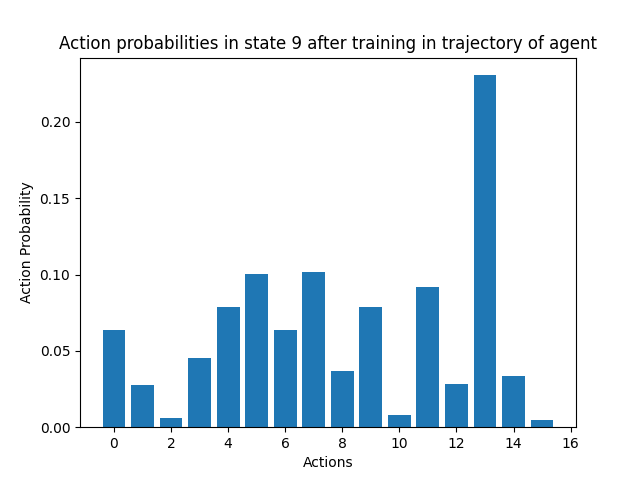 Action probabilities in state 9 after training in trajectory of agent
0.20
0.15
0.10
0.05
0.00
Action Probability
0 2 4 6 8 10 12 14 16
Actions